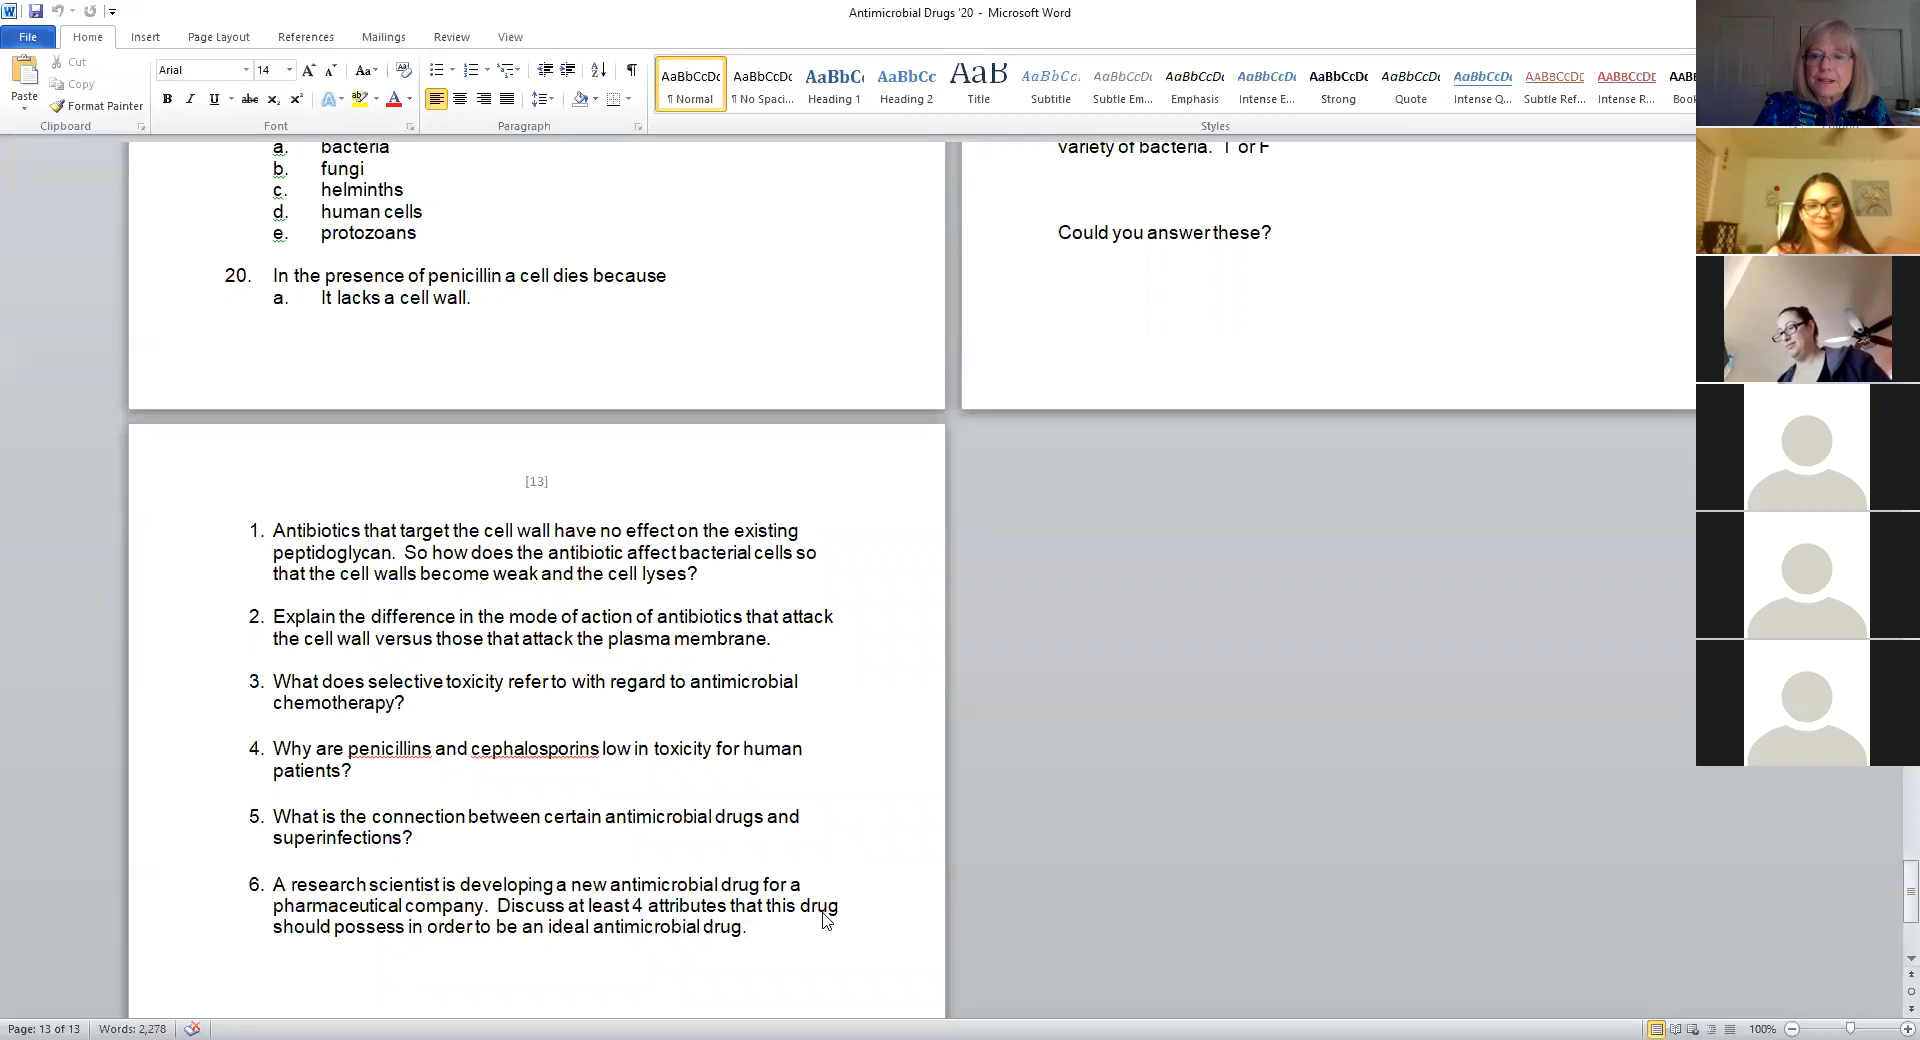 Antimicrobial Drugs '20 - Microsoft Word
File Home Insert Page Layout References Mailings Review View
Paste
Cut
Copy
Format Painter
Clipboard
Arial 14
Font
Paragraph
AaBbCcDc AaBbCcDc AaBbC AaBbCc AaB AaBbCc. AaBbCcDc AaBbCcDc AaBbCcDc AaBbCcDc AaBbCcDc AaBbCcDc AABBCCDE AABBCCDE AABB
¶ Normal ¶ No Spaci... Heading 1 Heading 2 Title Subtitle Subtle Em... Emphasis Intense E... Strong Quote Intense Q... Subtle Ref... Intense R... Book
Styles
a. bacteria
b. fungi
c. helminths
d. human cells
e. protozoans
20. In the presence of penicillin a cell dies because
a. It lacks a cell wall.
variety of bacteria. T or F
Could you answer these?
[13]
1. Antibiotics that target the cell wall have no effect on the existing
peptidoglycan. So how does the antibiotic affect bacterial cells so
that the cell walls become weak and the cell lyses?
2. Explain the difference in the mode of action of antibiotics that attack
the cell wall versus those that attack the plasma membrane.
3. What does selective toxicity refer to with regard to antimicrobial
chemotherapy?
4. Why are penicillins and cephalosporins low in toxicity for human
patients?
5. What is the connection between certain antimicrobial drugs and
superinfections?
6. A research scientist is developing a new antimicrobial drug for a
pharmaceutical company. Discuss at least 4 attributes that this drug
should possess in order to be an ideal antimicrobial drug.
Page: 13 of 13 Words: 2,278
100%